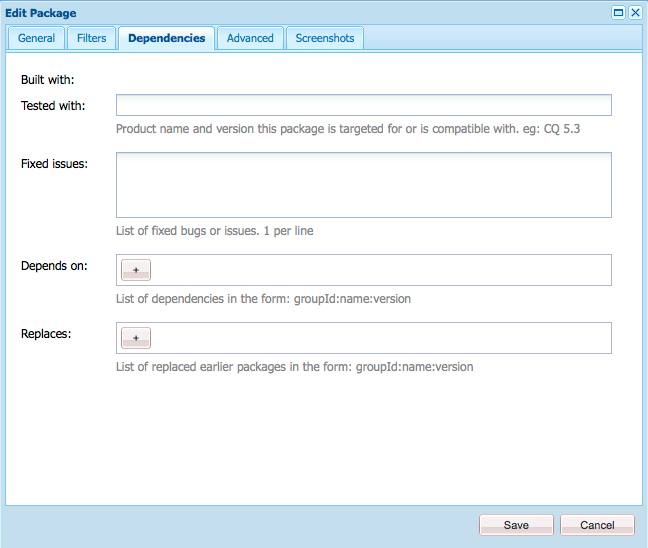 Edit Package
General Filters Dependencies Advanced Screenshots
Built with:
Tested with:
Product name and version this package is targeted for or is compatible with. eg: CQ 5.3
Fixed issues:
List of fixed bugs or issues. 1 per line
Depends on: +
List of dependencies in the form: groupId:name:version
Replaces: +
List of replaced earlier packages in the form: groupId:name:version
Save Cancel